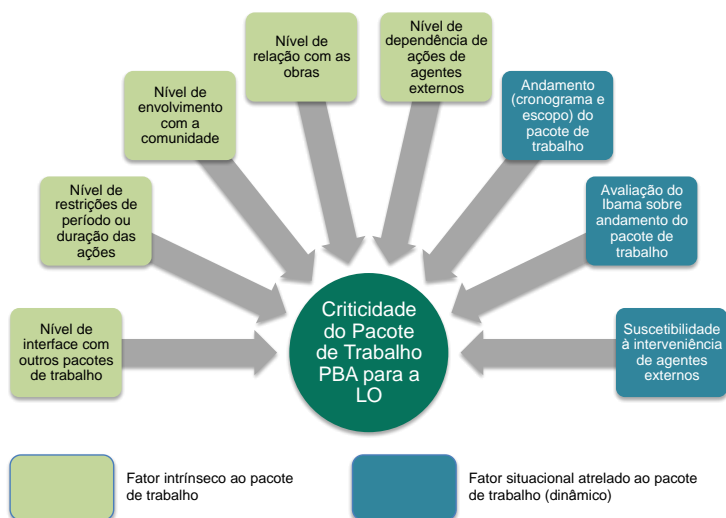 Nível de
interface com
outros pacotes
de trabalho
Nível de
restrições de
período ou
duração das
ações
Nível de
envolvimento
com a
comunidade
Nível de
relação com as
obras
Nível de
dependência de
ações de
agentes
externos
Andamento
(cronograma e
escopo) do
pacote de
trabalho
Avaliação do
Ibama sobre
andamento do
pacote de
trabalho
Suscetibilidade
à interveniência
de agentes
externos
Criticidade
do Pacote
de Trabalho
PBA para a
LO
Fator intrínseco ao pacote
de trabalho
Fator situacional atrelado ao pacote
de trabalho (dinâmico)